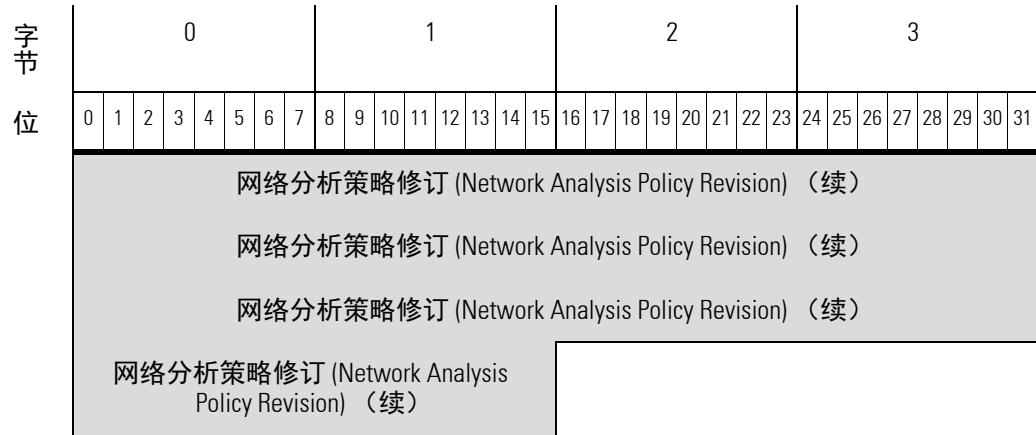 字节 0 1 2 3
位 0 1 2 3 4 5 6 7 8 9 10 11 12 13 14 15 16 17 18 19 20 21 22 23 24 25 26 27 28 29 30 31
网络分析策略修订 (Network Analysis Policy Revision) （续）
网络分析策略修订 (Network Analysis Policy Revision) （续）
网络分析策略修订 (Network Analysis Policy Revision) （续）
网络分析策略修订 (Network Analysis
Policy Revision) （续）